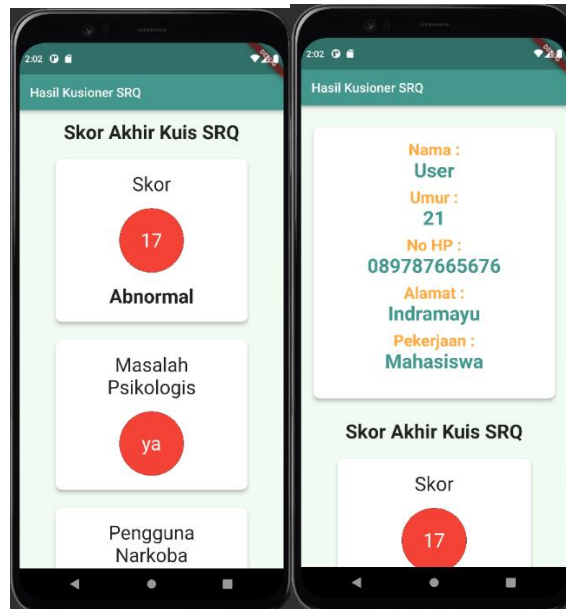 2:02
DEBUG
Hasil Kusioner SRQ
Skor Akhir Kuis SRQ
Skor
17
Abnormal
Masalah
Psikologis
ya
Pengguna
Narkoba
2:02
DEBUG
Hasil Kusioner SRQ
Nama :
User
Umur :
21
No HP :
089787665676
Alamat :
Indramayu
Pekerjaan :
Mahasiswa
Skor Akhir Kuis SRQ
Skor
17